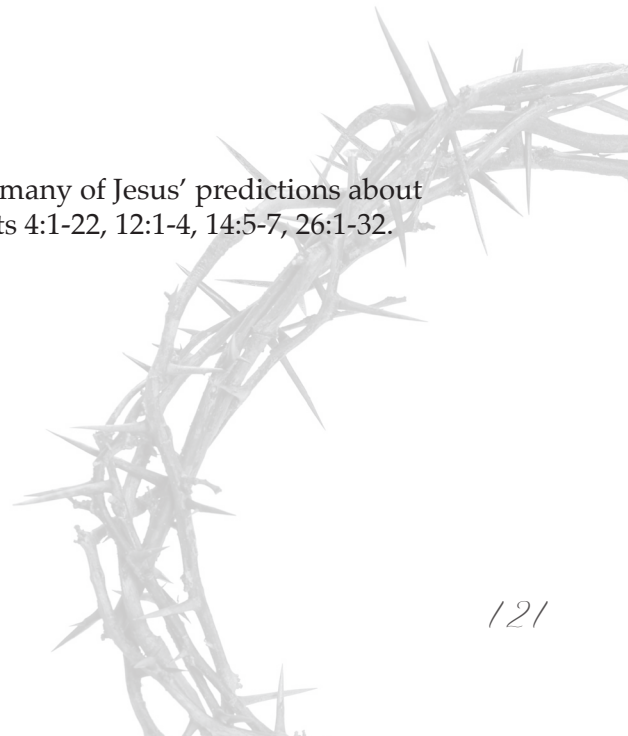 many of Jesus’ predictions about
ts 4:1-22, 12:1-4, 14:5-7, 26:1-32.
121